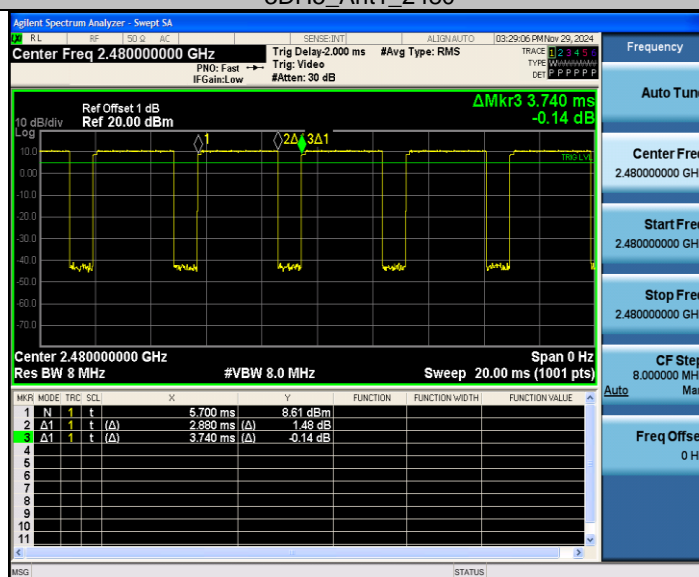 Agilent Spectrum Analyzer - Swept SA
RL RF 50 Ω AC SENSE:INT ALIGNAUTO 03:29:06 PM Nov 29, 2024
Center Freq 2.480000000 GHz
PNO: Fast
IFGain:Low
Trig Delay-2.000 ms
Trig: Video
#Atten: 30 dB
#Avg Type: RMS
TRACE 1 2 3 4 5 6
TYPE WWWWWW
DET P P P P P P
Frequency
Auto Tune
Ref Offset 1 dB
10 dB/div Ref 20.00 dBm
ΔMkr3 3.740 ms
-0.14 dB
Log
10.0
0.00
-10.0
-20.0
-30.0
-40.0
-50.0
-60.0
-70.0
1
2Δ1
3Δ1
TRIG LVL
Center Freq
2.480000000 GHz
Start Freq
2.480000000 GHz
Stop Freq
2.480000000 GHz
CF Step
8.000000 MHz
Auto Man
Freq Offset
0 Hz
Center 2.480000000 GHz Span 0 Hz
Res BW 8 MHz #VBW 8.0 MHz Sweep 20.00 ms (1001 pts)
MKR MODE TRC SCL X Y FUNCTION FUNCTION WIDTH FUNCTION VALUE
1 N 1 t 5.700 ms 8.61 dBm
2 Δ1 1 t (Δ) 2.880 ms (Δ) 1.48 dB
3 Δ1 1 t (Δ) 3.740 ms (Δ) -0.14 dB
4
5
6
7
8
9
10
11
MSG STATUS